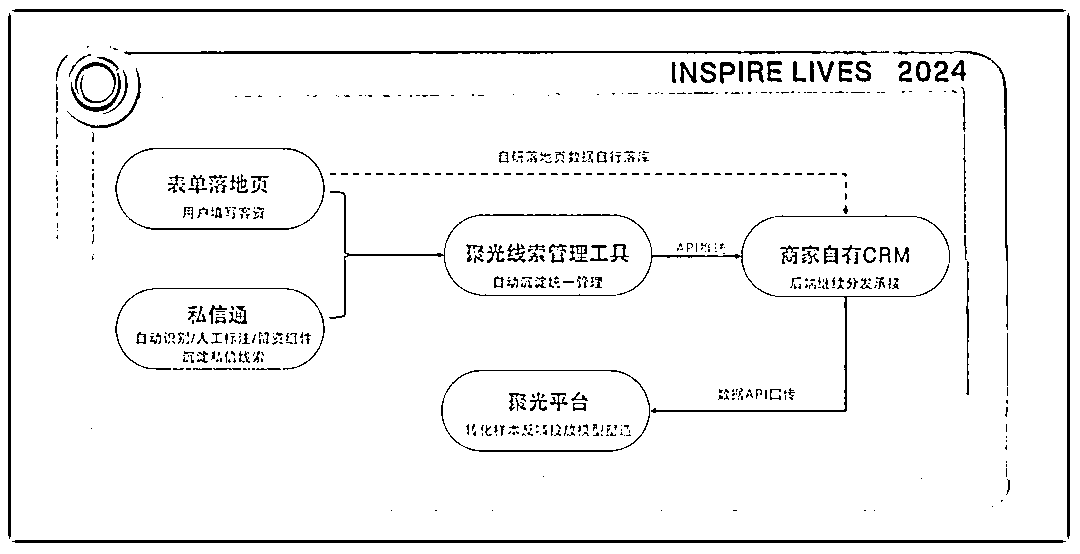 INSPIRE LIVES 2024
自研落地页数据自行落库
表单落地页
用户填写客资
聚光线索管理工具
自动沉淀统一管理
API推送
商家自有CRM
后端继续分发承接
私信通
自动识别/人工标注/留资组件
沉淀私信线索
数据API回传
聚光平台
转化样本反哺投放模型塑造